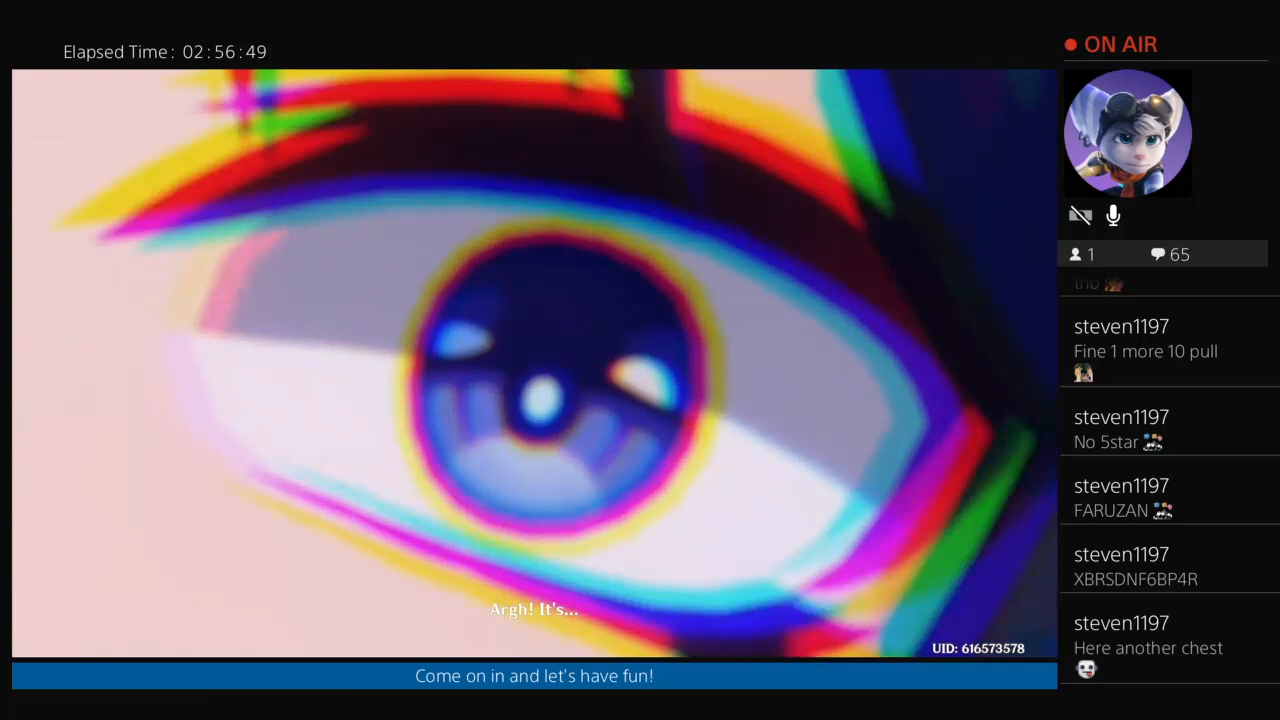 Elapsed Time: 02:56:49
ON AIR
1
65
tho
steven1197
Fine 1 more 10 pull
steven1197
No 5star
steven1197
FARUZAN
steven1197
XBRSDNF6BP4R
steven1197
Here another chest
Argh! It's...
UID: 616573578
Come on in and let's have fun!